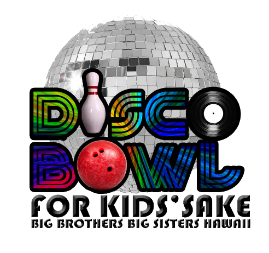 DISCO
BOWL
FOR KIDS' SAKE
BIG BROTHERS BIG SISTERS HAWAII